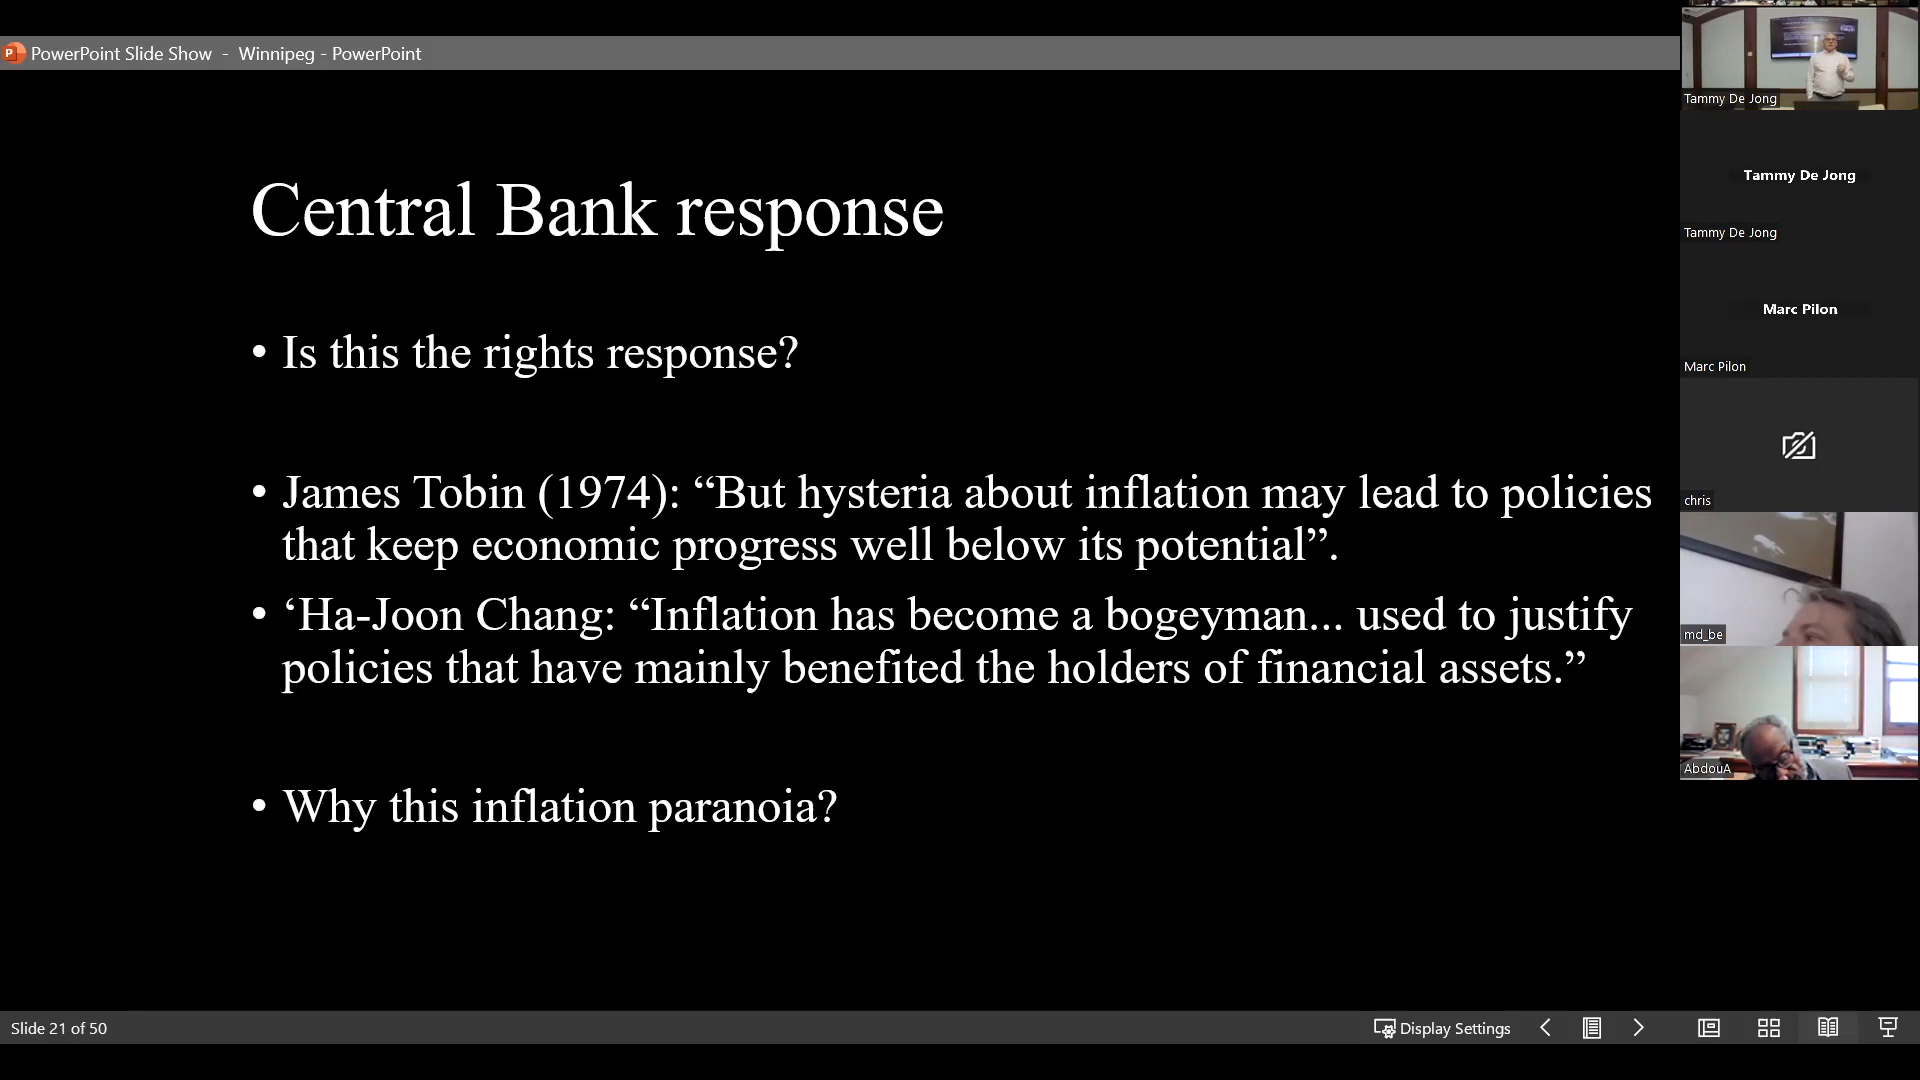 PowerPoint Slide Show - Winnipeg - PowerPoint
Central Bank response
• Is this the rights response?
• James Tobin (1974): “But hysteria about inflation may lead to policies
that keep economic progress well below its potential”.
• ‘Ha-Joon Chang: “Inflation has become a bogeyman... used to justify
policies that have mainly benefited the holders of financial assets.”
• Why this inflation paranoia?
Slide 21 of 50
Display Settings
Tammy De Jong
Tammy De Jong
Tammy De Jong
Marc Pilon
Marc Pilon
chris
md_be
AbdouA